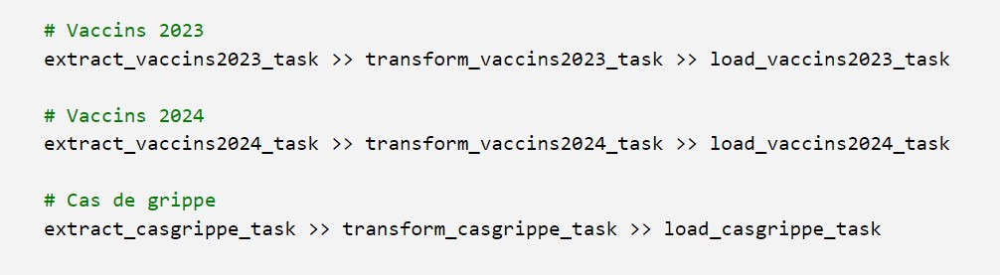 # Vaccins 2023
extract_vaccins2023_task >> transform_vaccins2023_task >> load_vaccins2023_task
# Vaccins 2024
extract_vaccins2024_task >> transform_vaccins2024_task >> load_vaccins2024_task
# Cas de grippe
extract_casgrippe_task >> transform_casgrippe_task >> load_casgrippe_task